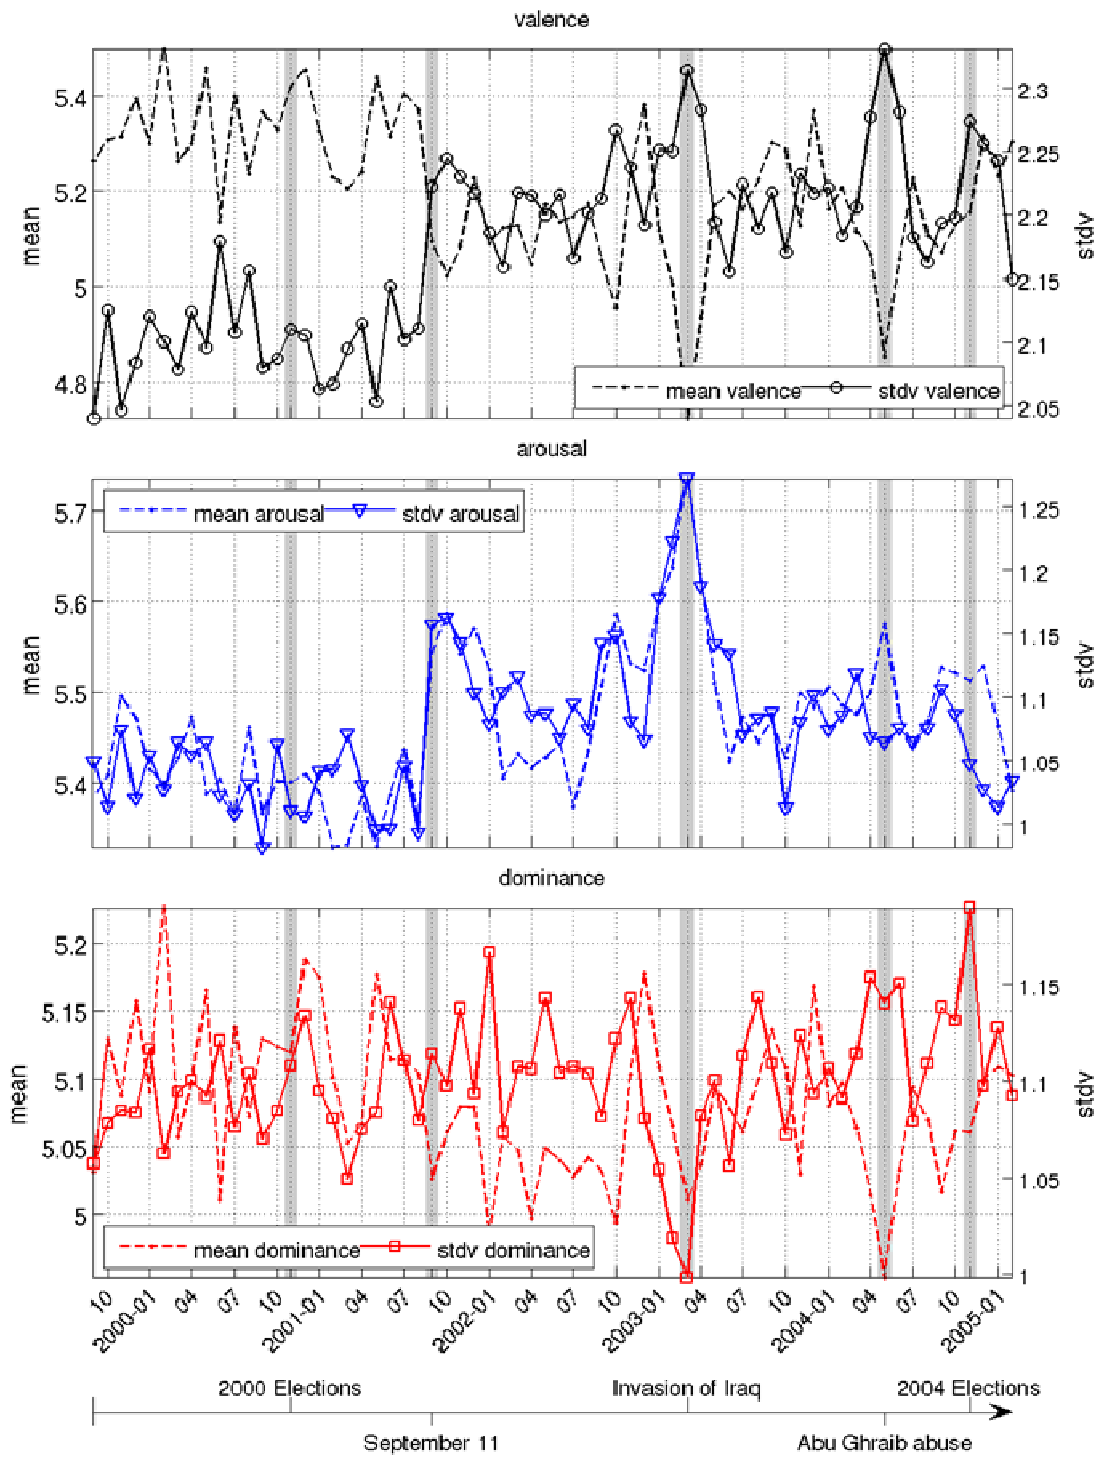 valence
5.4
5.2
5
4.8
mean
2.3
2.25
2.2
2.15
2.1
2.05
stdv
mean valence stdv valence
arousal
5.7
5.6
5.5
5.4
mean
1.25
1.2
1.15
1.1
1.05
1
stdv
mean arousal stdv arousal
dominance
5.2
5.15
5.1
5.05
5
mean
1.15
1.1
1.05
1
stdv
mean dominance stdv dominance
10 2000-01 04 07 10 2001-01 04 07 10 2002-01 04 07 10 2003-01 04 07 10 2004-01 04 07 10 2005-01
2000 Elections Invasion of Iraq 2004 Elections
September 11 Abu Ghraib abuse